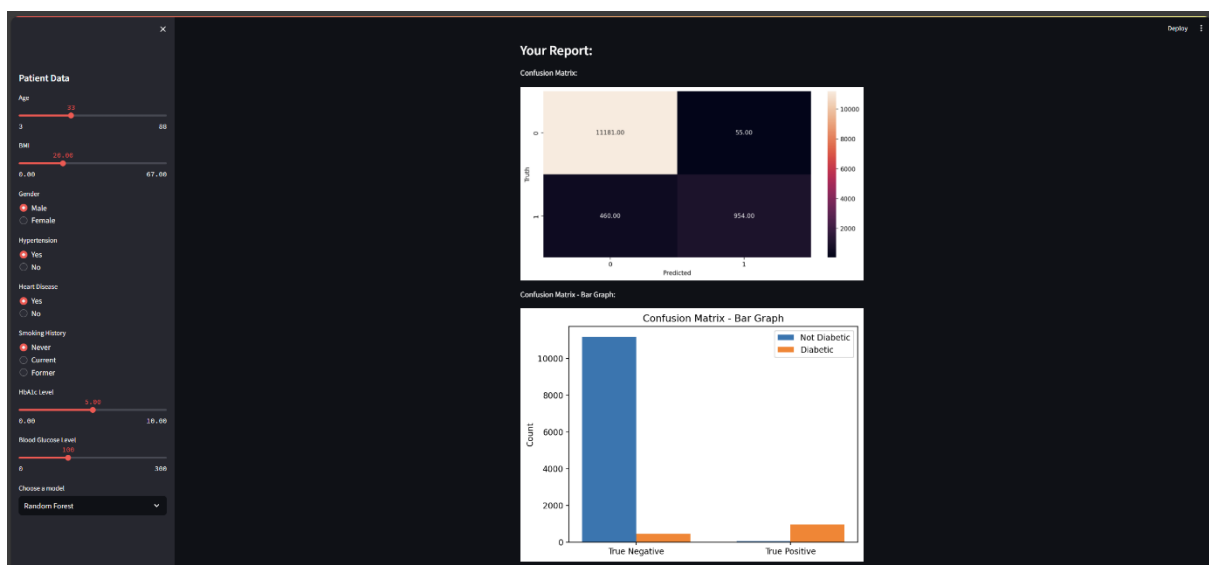 ×
Deploy
Patient Data
Age
33
3 80
BMI
28.00
0.00 67.00
Gender
Male
Female
Hypertension
Yes
No
Heart Disease
Yes
No
Smoking History
Never
Current
Former
HbA1c Level
5.00
0.00 10.00
Blood Glucose Level
100
0 300
Choose a model
Random Forest
Your Report:
Confusion Matrix:
11181.00 55.00
460.00 954.00
0
1
Truth
0 1
Predicted
10000
8000
6000
4000
2000
Confusion Matrix - Bar Graph:
Confusion Matrix - Bar Graph
Not Diabetic
Diabetic
10000
8000
6000
4000
2000
0
Count
True Negative True Positive